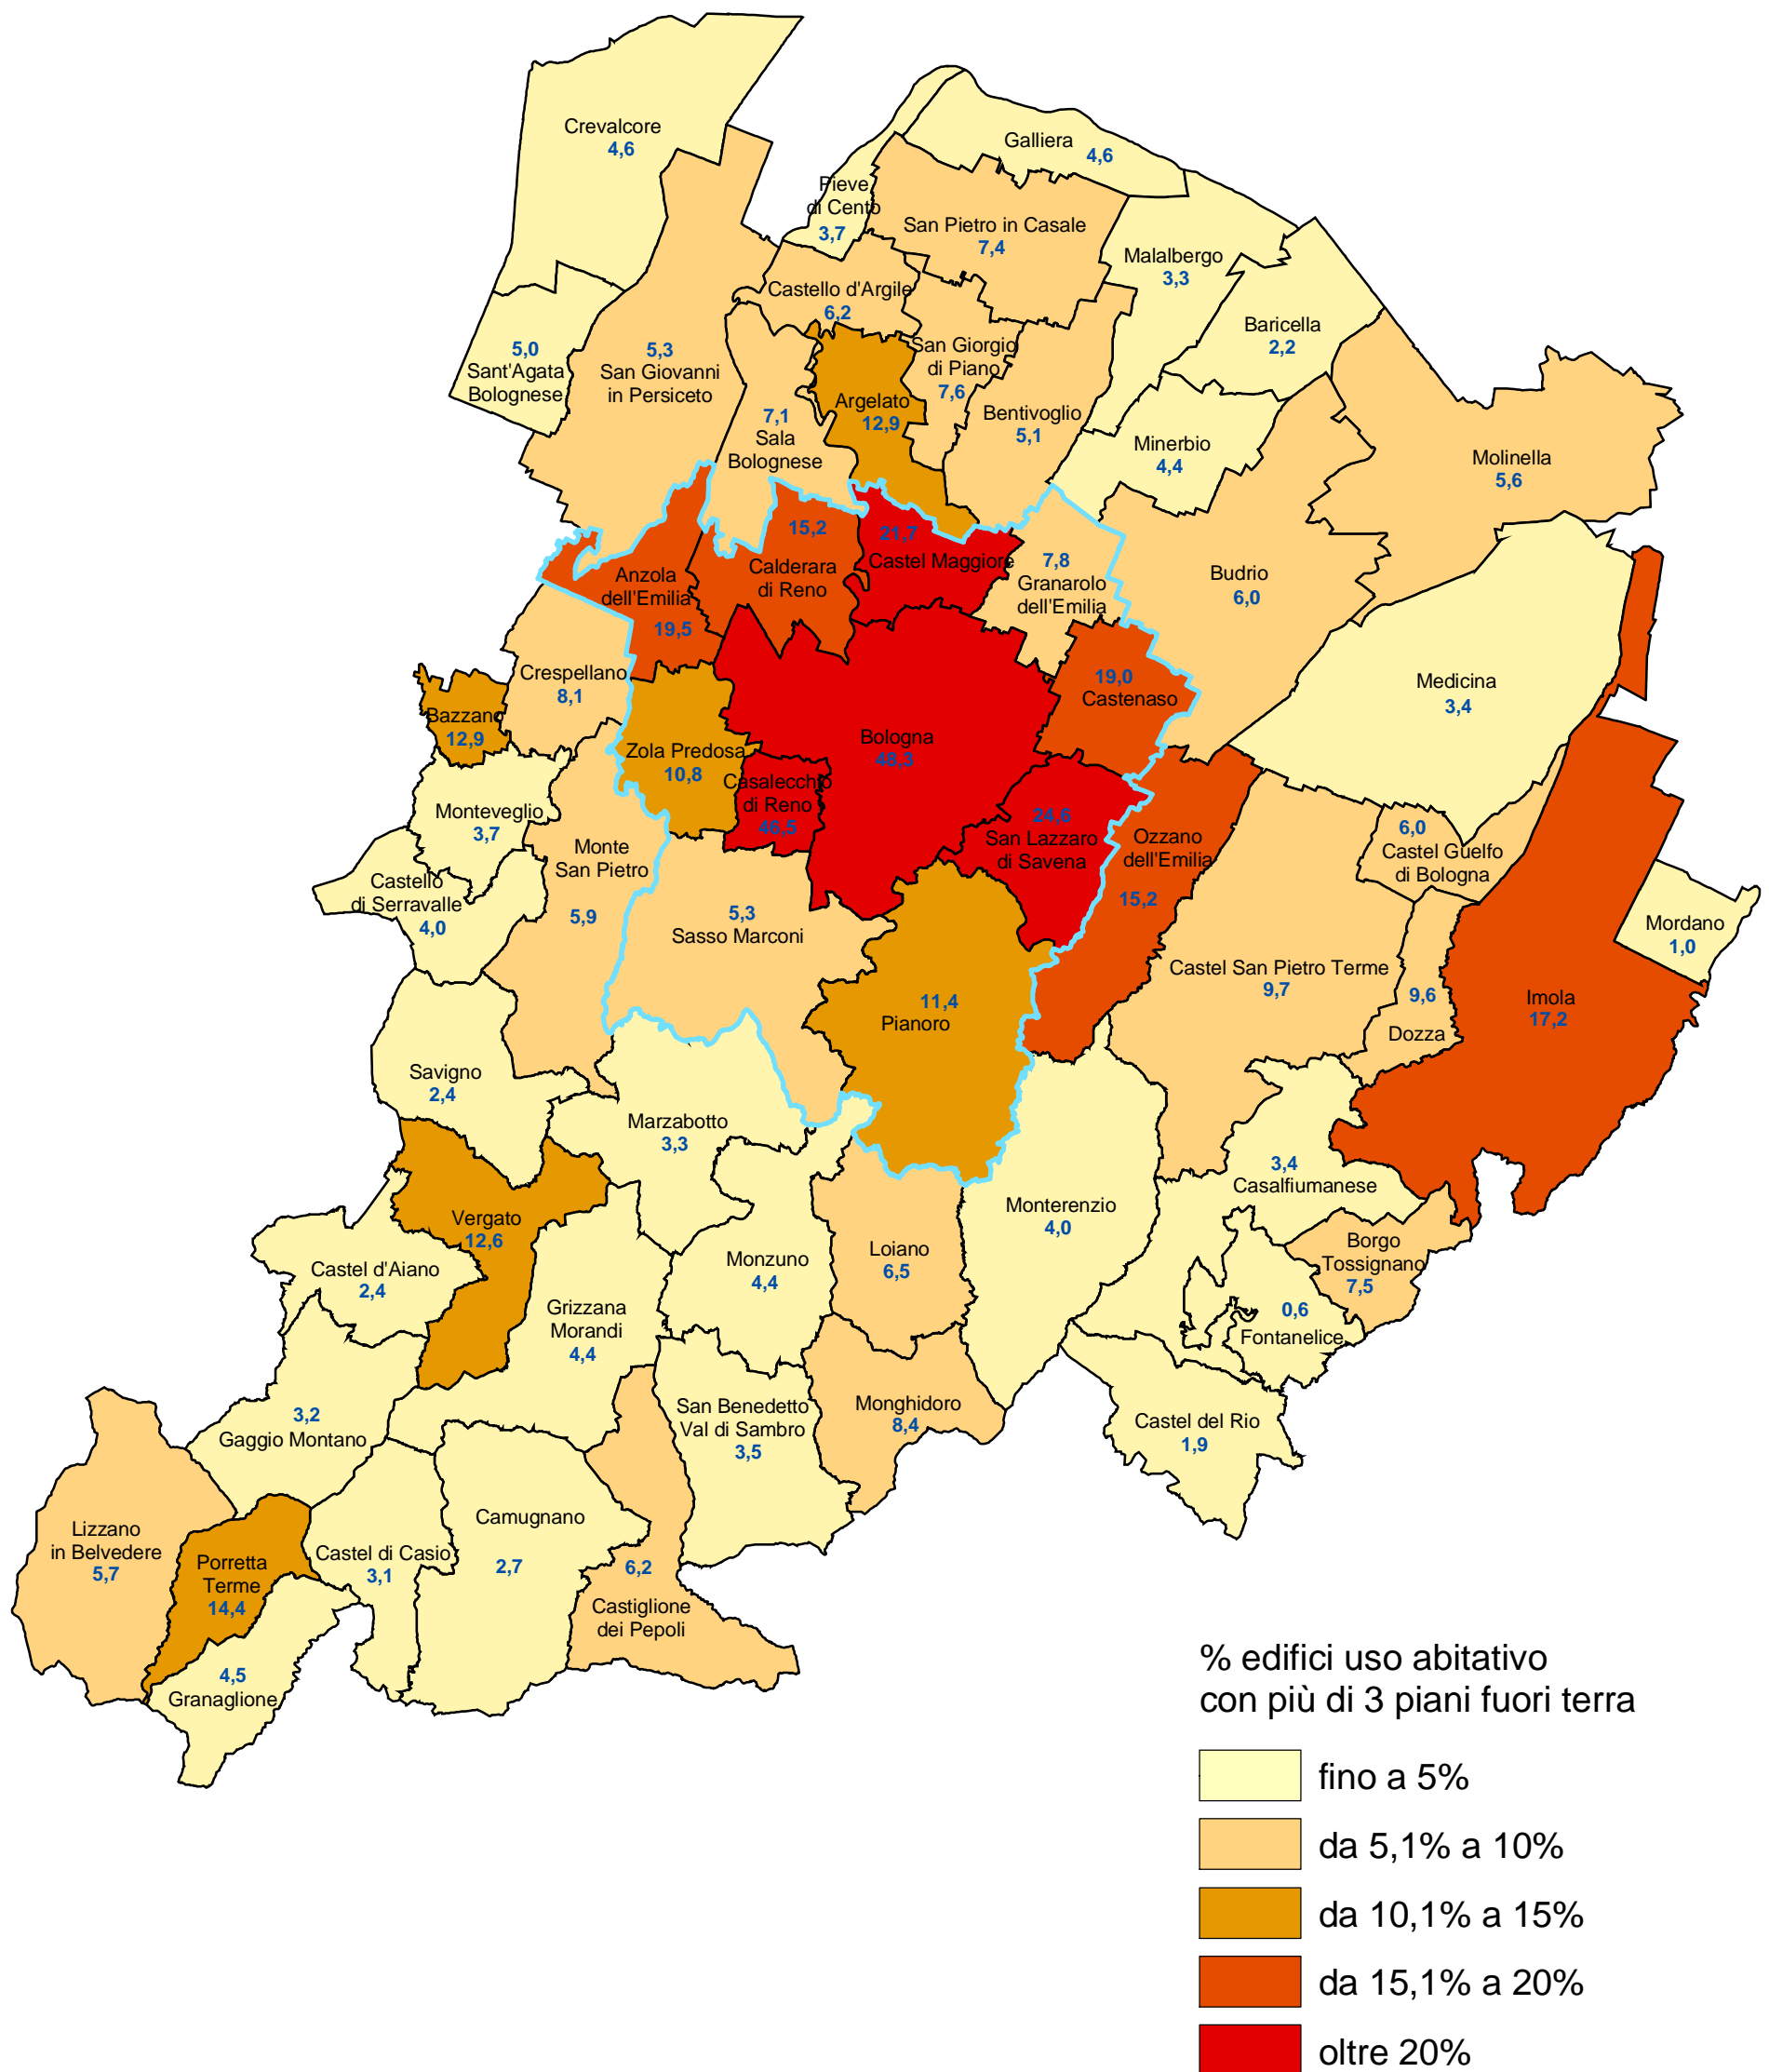 Crevalcore
4,6
Galliera
4,6
Pieve
di Cento
3,7
San Pietro in Casale
7,4
Malalbergo
3,3
Castello d'Argile
6,2
Baricella
2,2
5,0
Sant'Agata
Bolognese
5,3
San Giovanni
in Persiceto
San Giorgio
di Piano
7,6
7,1
Sala
Bolognese
Argelato
12,9
Bentivoglio
5,1
Minerbio
4,4
Molinella
5,6
15,2
Calderara
di Reno
21,7
Castel Maggiore
7,8
Granarolo
dell'Emilia
Anzola
dell'Emilia
19,5
Budrio
6,0
Crespellano
8,1
19,0
Castenaso
Medicina
3,4
Bazzano
12,9
Zola Predosa
10,8
Bologna
48,3
Casalecchio
di Reno
46,5
Monteveglio
3,7
24,6
San Lazzaro
di Savena
Ozzano
dell'Emilia
15,2
6,0
Castel Guelfo
di Bologna
Monte
San Pietro
5,9
Castello
di Serravalle
4,0
5,3
Sasso Marconi
Mordano
1,0
Castel San Pietro Terme
9,7
9,6
Dozza
Imola
17,2
11,4
Pianoro
Savigno
2,4
Marzabotto
3,3
3,4
Casalfiumanese
Monterenzio
4,0
Vergato
12,6
Castel d'Aiano
2,4
Monzuno
4,4
Loiano
6,5
Borgo
Tossignano
7,5
Grizzana
Morandi
4,4
0,6
Fontanelice
3,2
Gaggio Montano
San Benedetto
Val di Sambro
3,5
Monghidoro
8,4
Castel del Rio
1,9
Lizzano
in Belvedere
5,7
Porretta
Terme
14,4
Castel di Casio
3,1
Camugnano
2,7
6,2
Castiglione
dei Pepoli
4,5
Granaglione
% edifici uso abitativo
con più di 3 piani fuori terra
fino a 5%
da 5,1% a 10%
da 10,1% a 15%
da 15,1% a 20%
oltre 20%